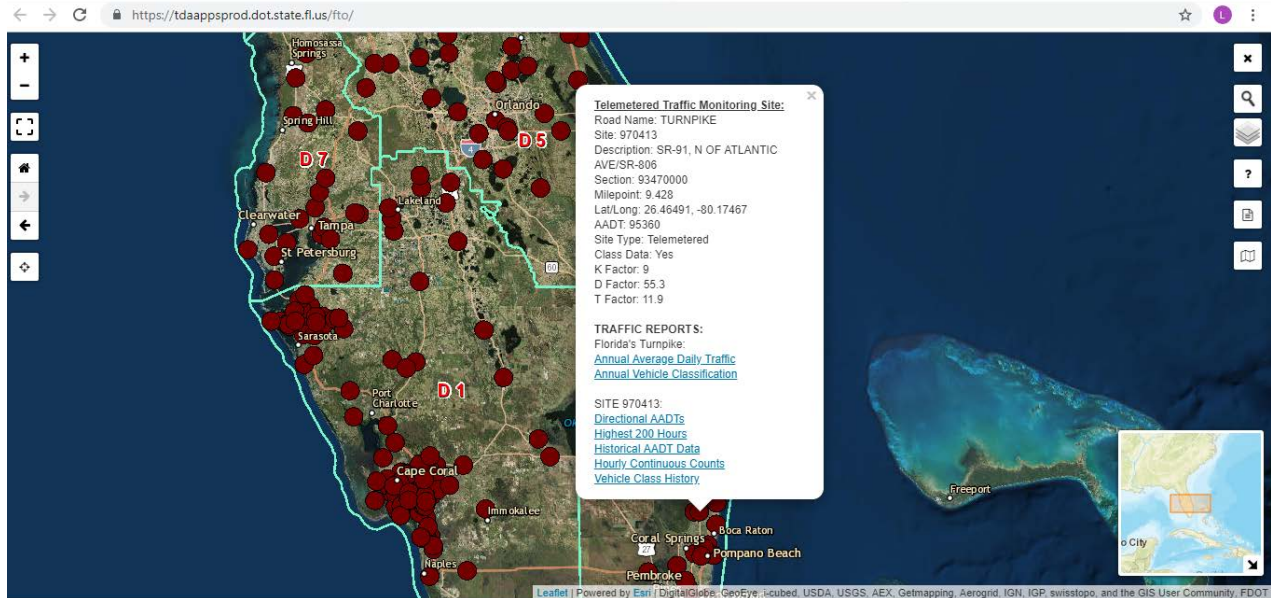 https://tdaappsprod.dot.state.fl.us/fto/
L
+
−
Homosassa
Springs
Spring Hill
Orlando
4
D 5
D 7
Lakeland
Clearwater
Tampa
St Petersburg
60
Sarasota
D 1
Port
Charlotte
Cape Coral
Immokalee
Naples
Telemetered Traffic Monitoring Site:
Road Name: TURNPIKE
Site: 970413
Description: SR-91, N OF ATLANTIC
AVE/SR-806
Section: 93470000
Milepoint: 9.428
Lat/Long: 26.46491, -80.17467
AADT: 95360
Site Type: Telemetered
Class Data: Yes
K Factor: 9
D Factor: 55.3
T Factor: 11.9
TRAFFIC REPORTS:
Florida's Turnpike:
Annual Average Daily Traffic
Annual Vehicle Classification
SITE 970413:
Directional AADTs
Highest 200 Hours
Historical AADT Data
Hourly Continuous Counts
Vehicle Class History
Boca Raton
Coral Springs
27
Pompano Beach
Pembroke
Freeport
?
o City
Leaflet | Powered by Esri | DigitalGlobe, GeoEye, i-cubed, USDA, USGS, AEX, Getmapping, Aerogrid, IGN, IGP, swisstopo, and the GIS User Community, FDOT